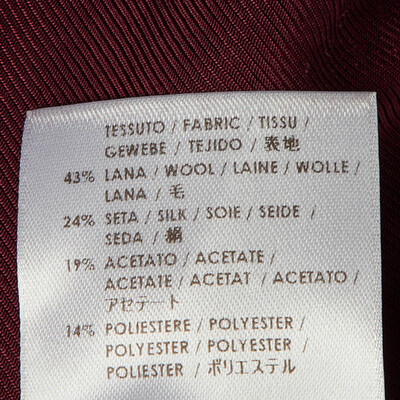 TESSUTO / FABRIC / TISSU /
GEWEBE / TEJIDO / 表地
43% LANA / WOOL / LAINE / WOLLE /
LANA / 毛
24% SETA / SILK / SOIE / SEIDE /
SEDA / 絹
19% ACETATO / ACETATE /
ACETATE / ACETAT / ACETATO /
アセテート
14% POLIESTERE / POLYESTER /
POLYESTER / POLYESTER /
POLIESTER / ポリエステル